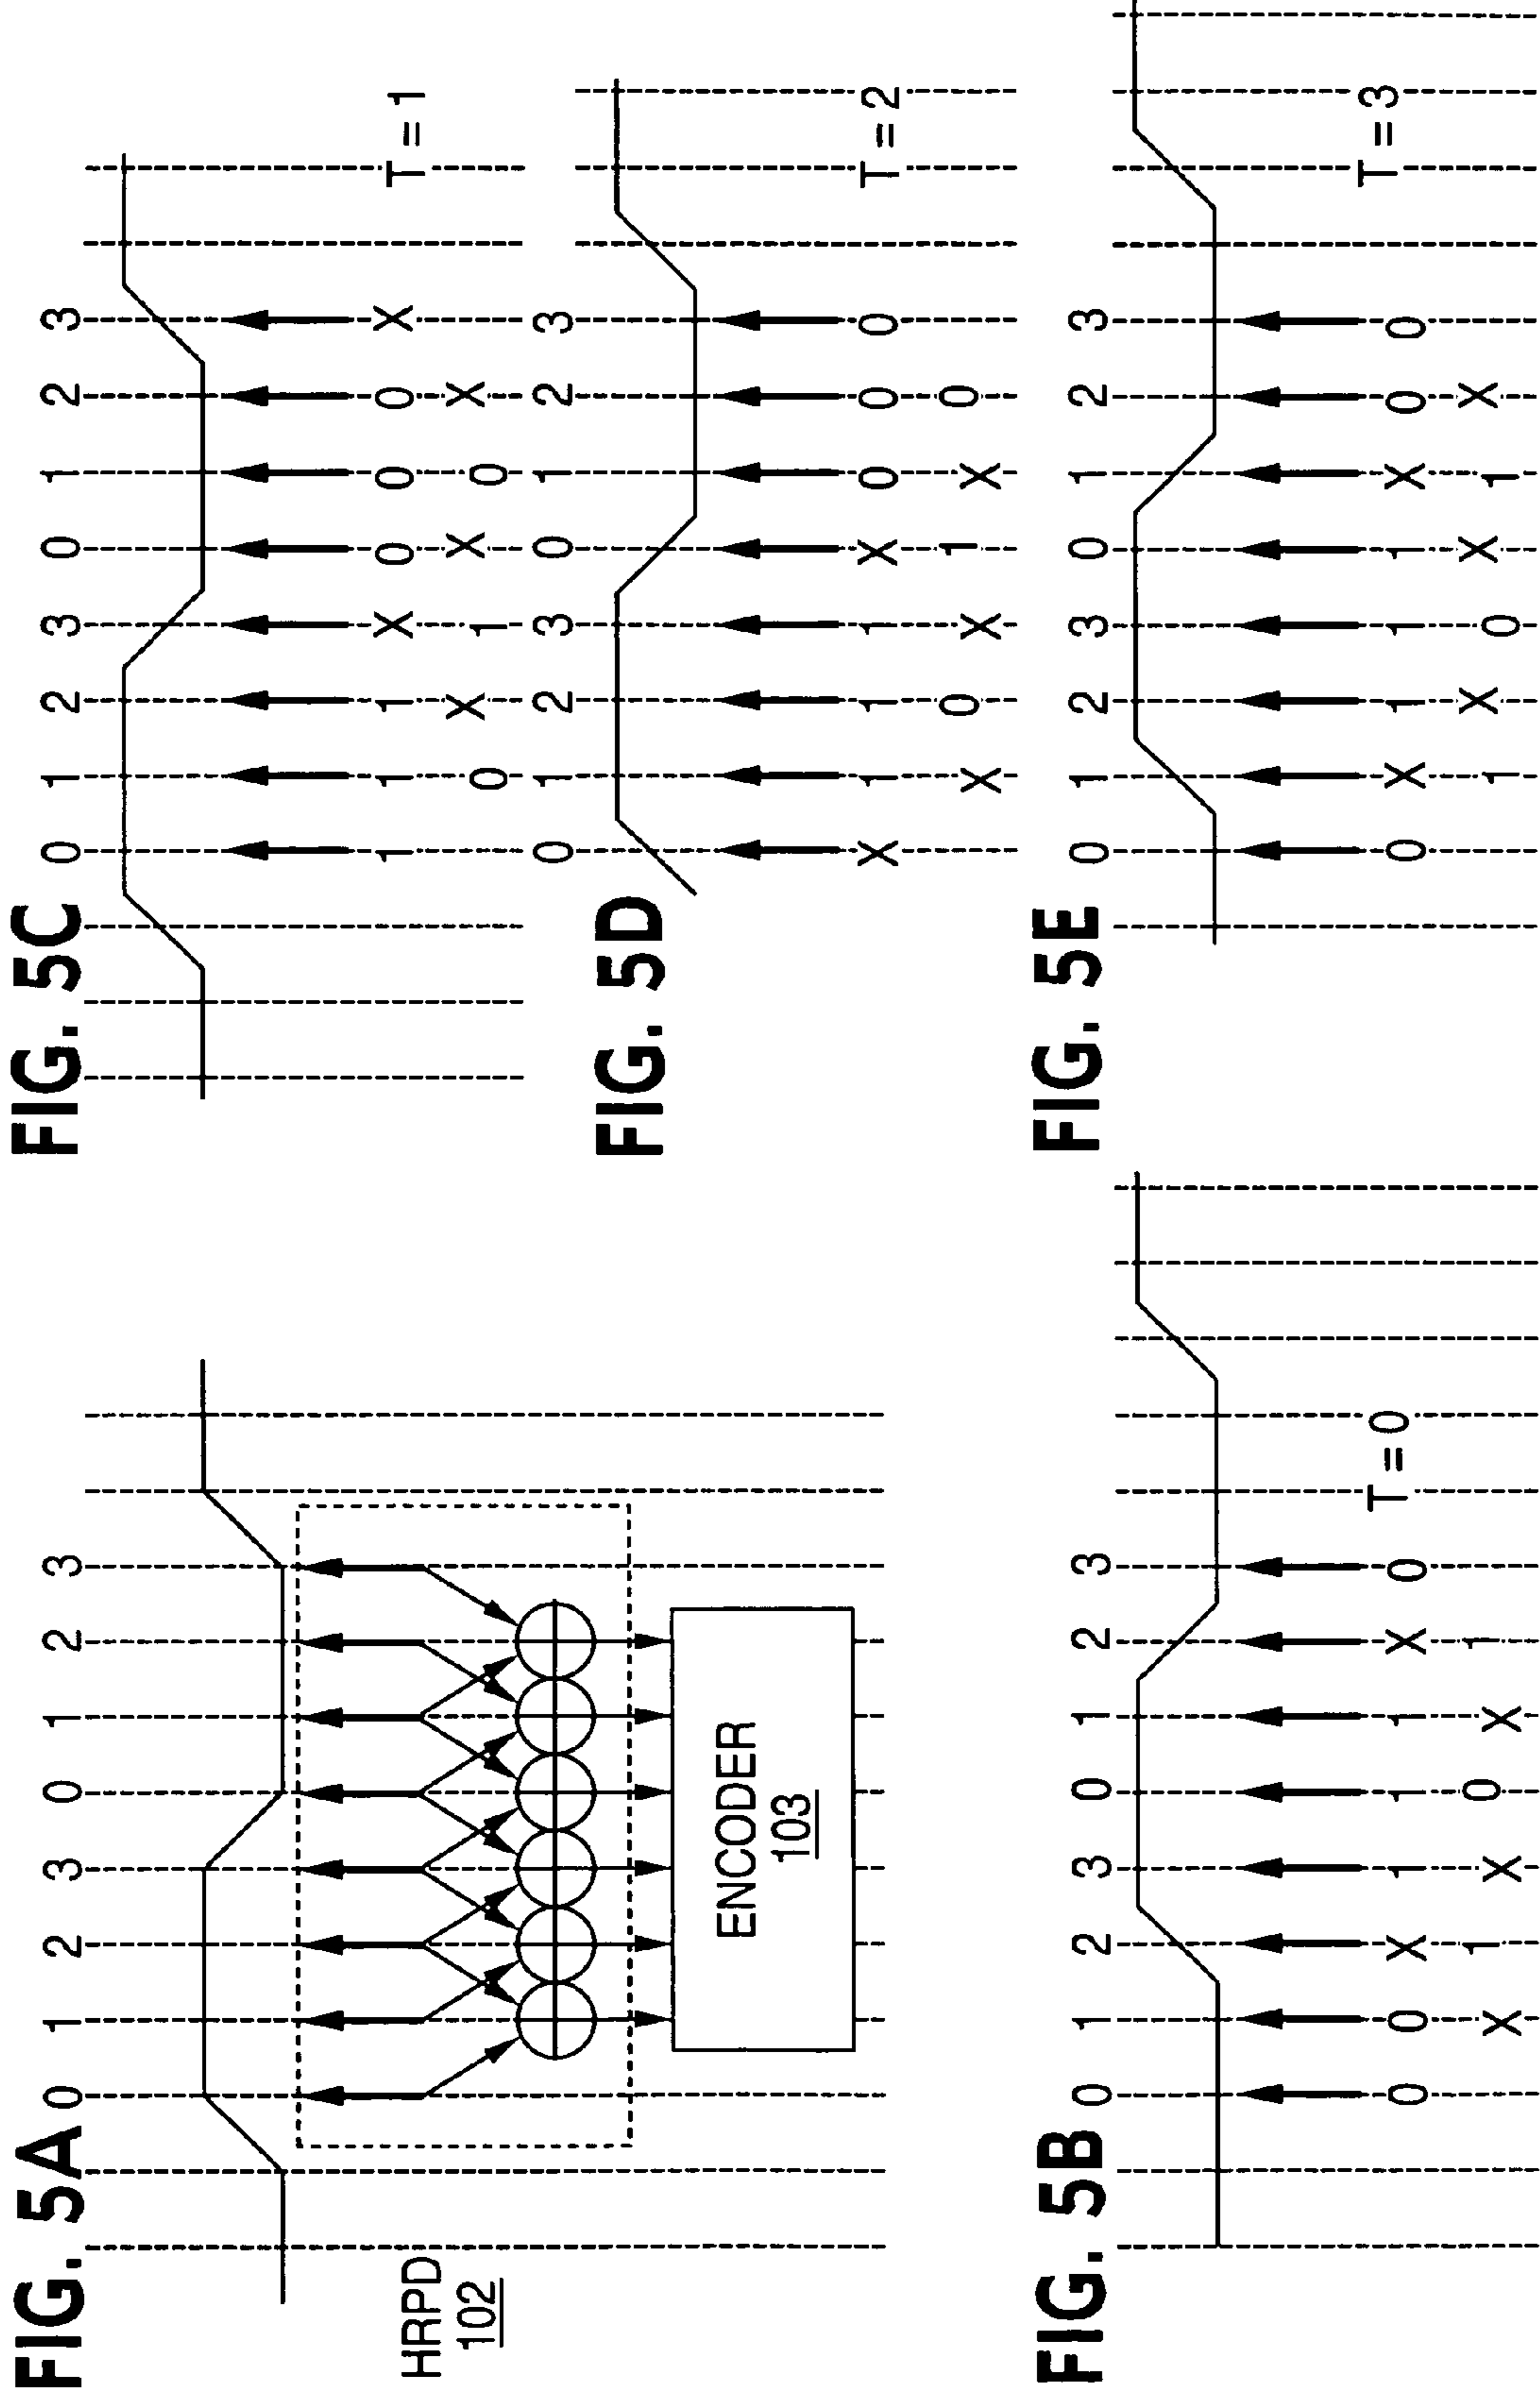 FIG. 5A
0 1 2 3 0 1 2 3
HRPD
102
ENCODER
103
FIG. 5B
0 1 2 3 0 1 2 3
0 0 X 1 1 1 X 0 T = 0
X 1 X 0 X 1
FIG. 5C
0 1 2 3 0 1 2 3
1 1 1 X 0 0 0 X T = 1
0 X 1 X 0 X
FIG. 5D
0 1 2 3 0 1 2 3
X 1 1 1 X 0 0 0 T = 2
X 0 X 1 X 0
FIG. 5E
0 1 2 3 0 1 2 3
0 X 1 1 1 X 0 0 T = 3
1 X 0 X 1 X